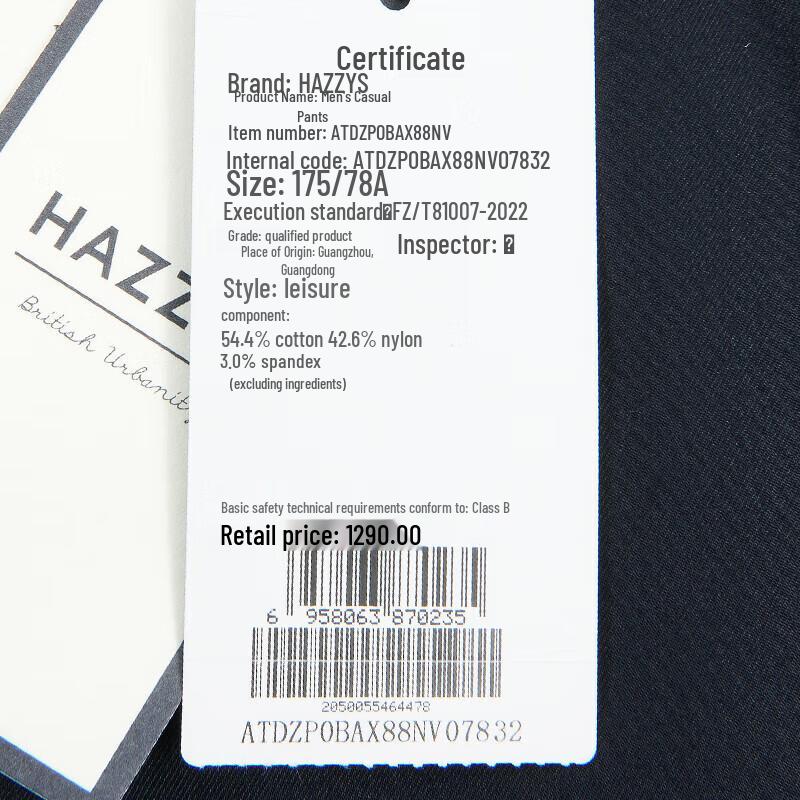 Certificate
Brand: HAZZYS
Product Name: Men's Casual
Pants
Item number: ATDZP0BAX88NV
Internal code: ATDZP0BAX88NV07832
Size: 175/78A
Execution standard FZ/T81007-2022
Grade: qualified product
Inspector:
Place of Origin: Guangzhou,
Guangdong
Style: leisure
component:
54.4% cotton 42.6% nylon
3.0% spandex
(excluding ingredients)
Basic safety technical requirements conform to: Class B
Retail price: 1290.00
6 958063 870235
2050055464478
ATDZP0BAX88NV07832
HAZZ
British Urbanity